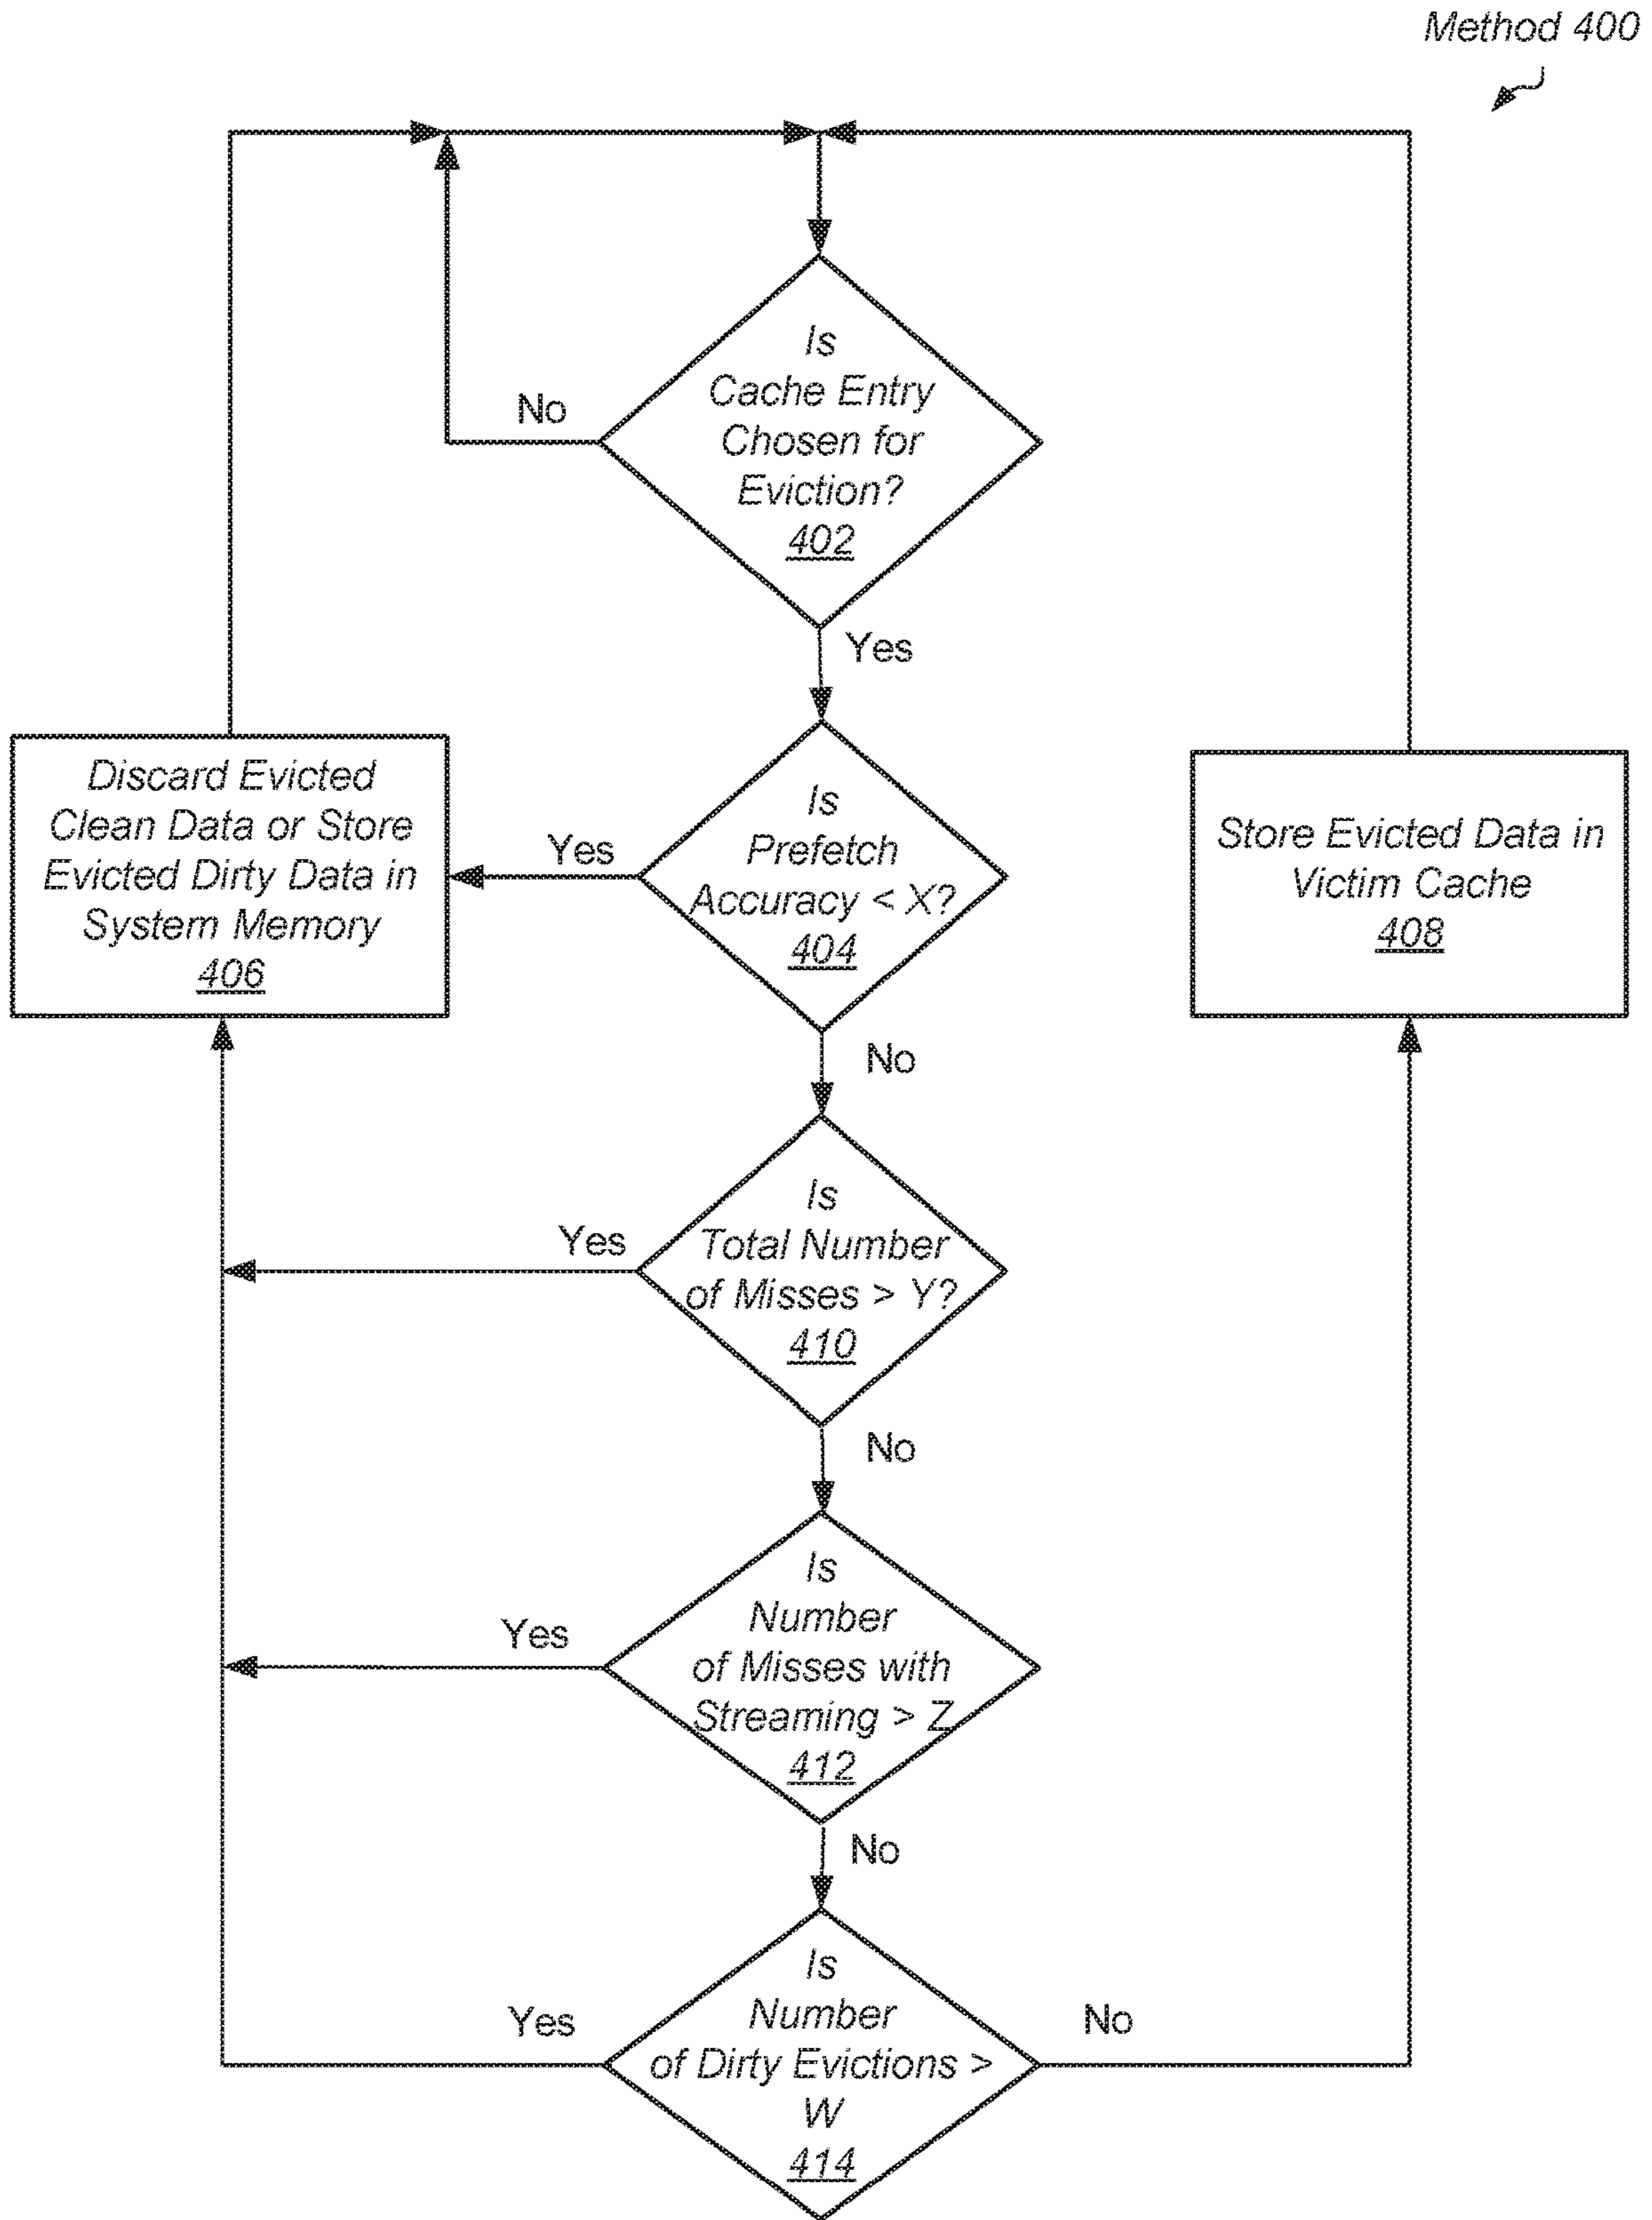 Method 400
Is
Cache Entry
Chosen for
Eviction?
402
No
Yes
Is
Prefetch
Accuracy < X?
404
Yes
No
Discard Evicted
Clean Data or Store
Evicted Dirty Data in
System Memory
406
Store Evicted Data in
Victim Cache
408
Is
Total Number
of Misses > Y?
410
Yes
No
Is
Number
of Misses with
Streaming > Z
412
Yes
No
Is
Number
of Dirty Evictions >
W
414
Yes
No